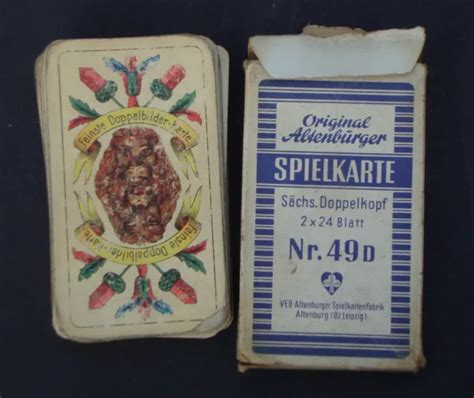 Feinste Doppelbilder-Karte
Feinste Doppelbilder-Karte
Original
Altenburger
SPIELKARTE
Sächs. Doppelkopf
2 x 24 Blatt
Nr. 49 D
VEB Altenburger Spielkartenfabrik
Altenburg (Bz Leipzig)